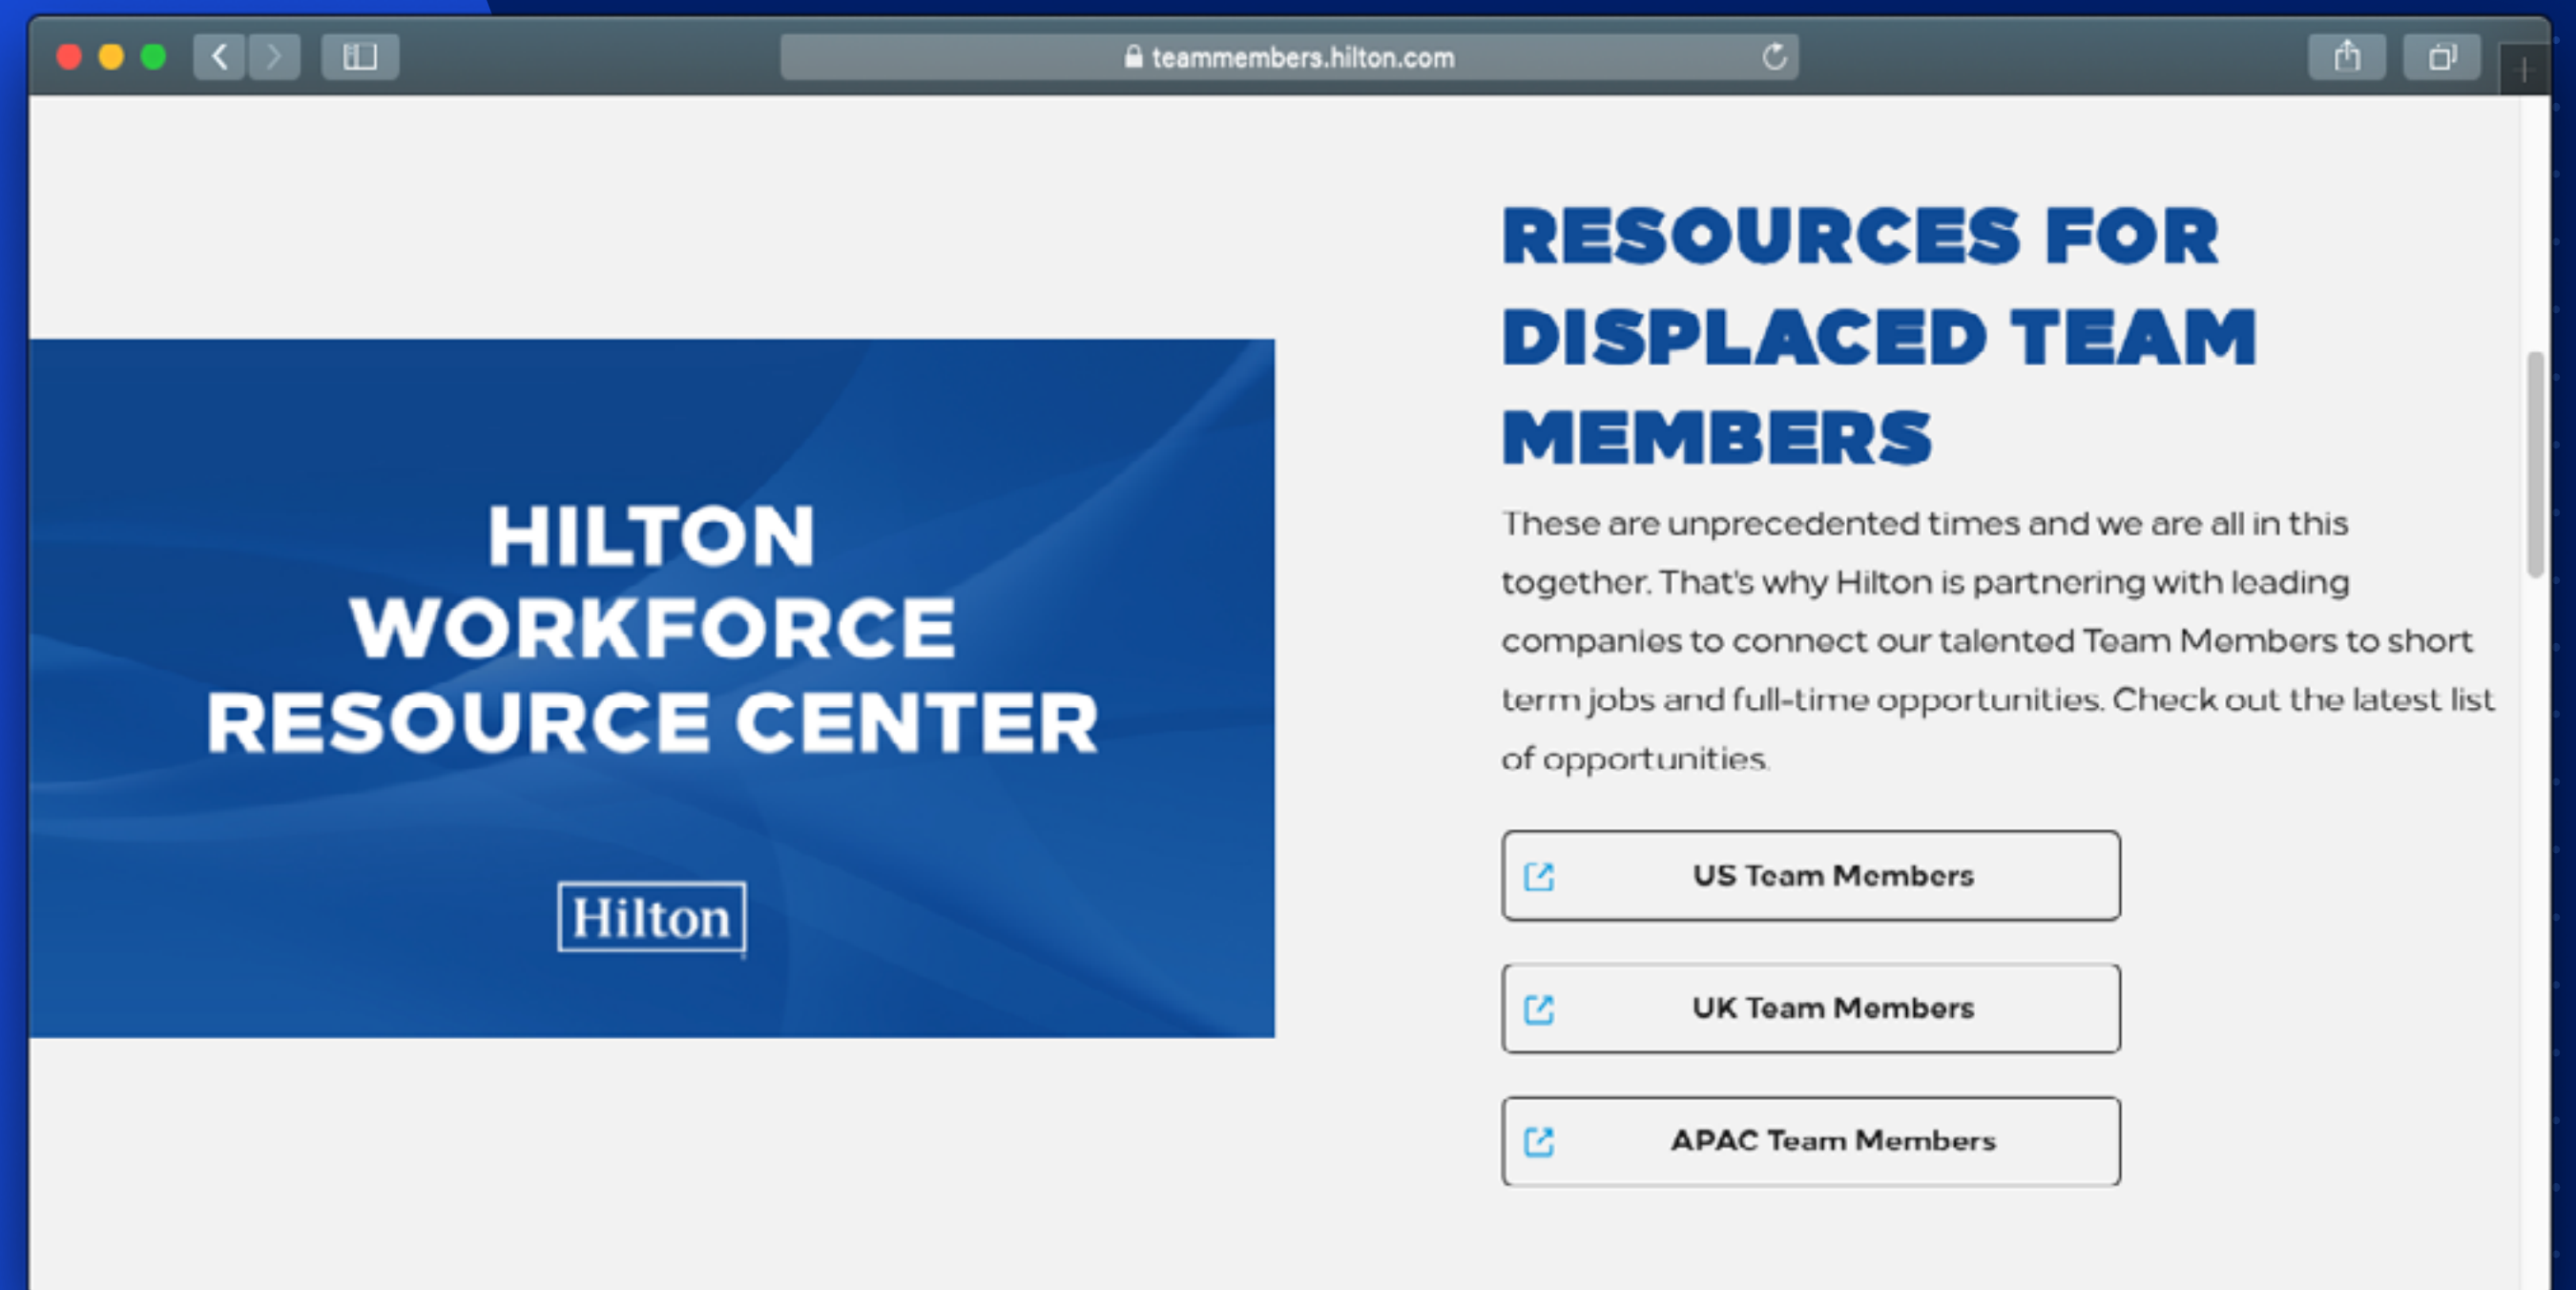 teammembers.hilton.com
HILTON
WORKFORCE
RESOURCE CENTER
Hilton
RESOURCES FOR
DISPLACED TEAM
MEMBERS
These are unprecedented times and we are all in this
together. That's why Hilton is partnering with leading
companies to connect our talented Team Members to short
term jobs and full-time opportunities. Check out the latest list
of opportunities.
US Team Members
UK Team Members
APAC Team Members